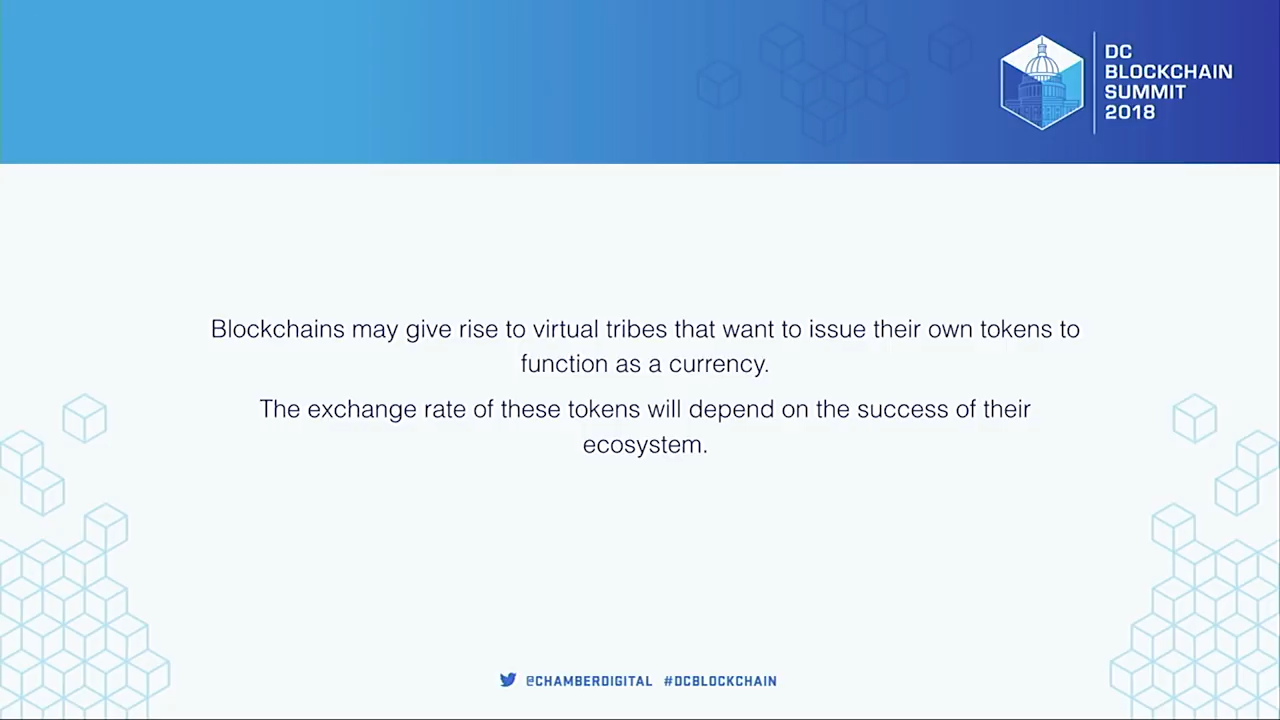 DC
BLOCKCHAIN
SUMMIT
2018
Blockchains may give rise to virtual tribes that want to issue their own tokens to
function as a currency.
The exchange rate of these tokens will depend on the success of their
ecosystem.
@CHAMBERDIGITAL #DCBLOCKCHAIN